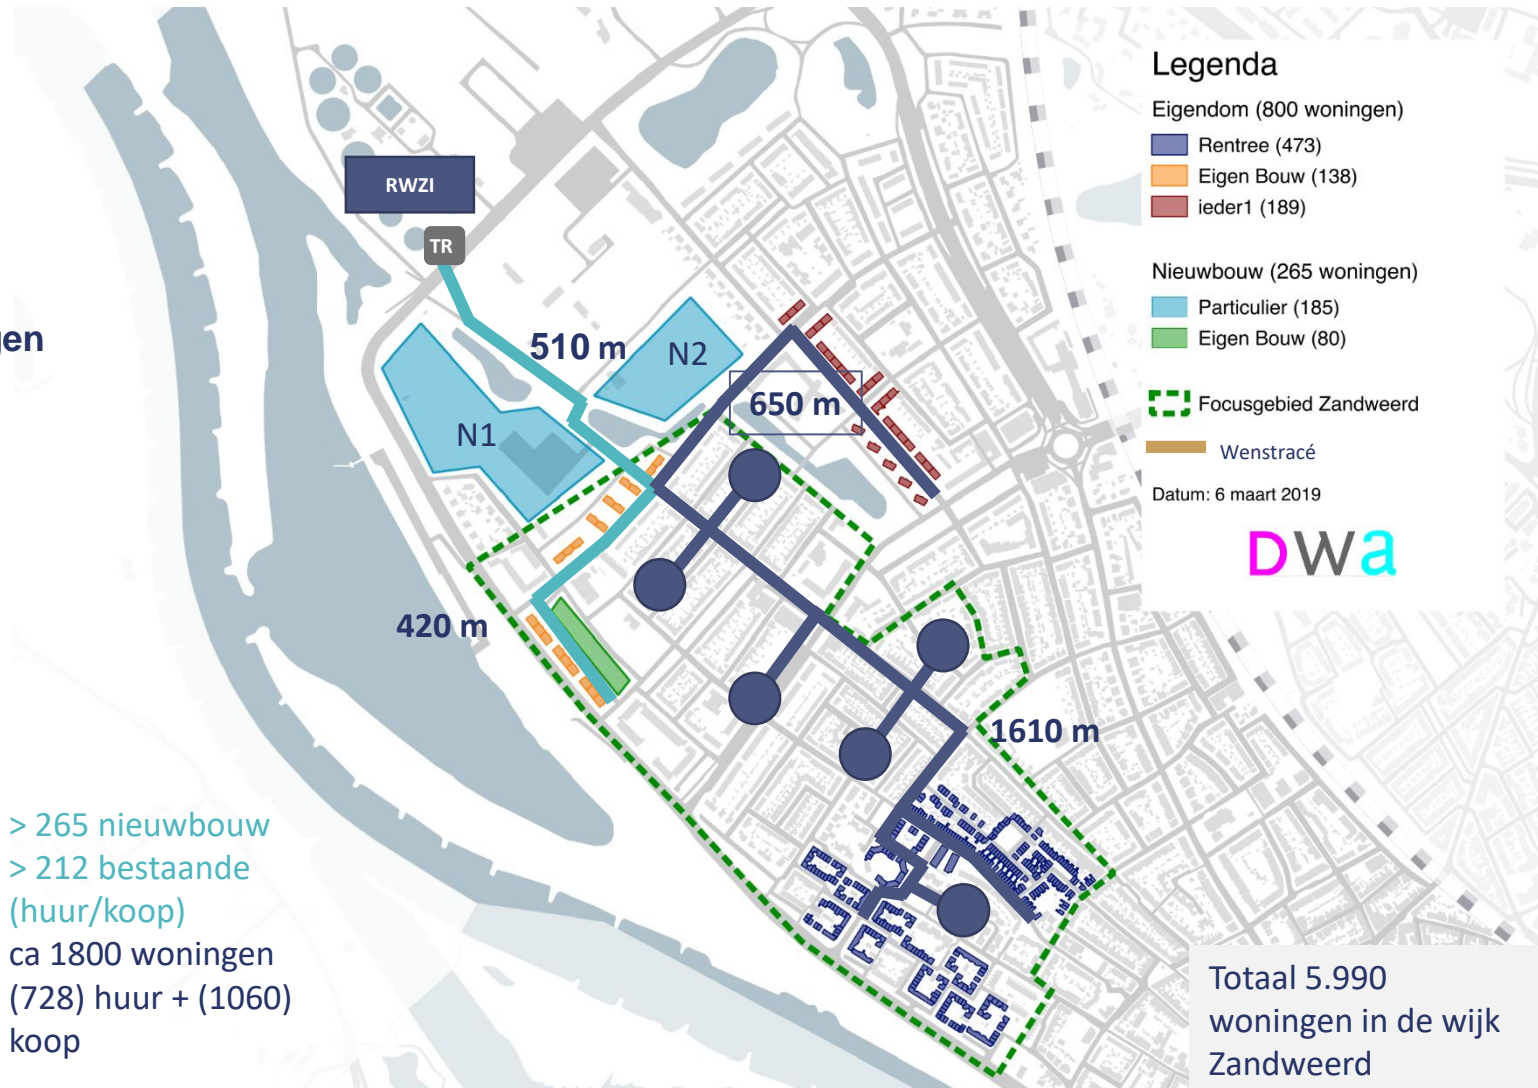 RWZI
TR
gen
510 m
N2
650 m
N1
420 m
1610 m
> 265 nieuwbouw
> 212 bestaande
(huur/koop)
ca 1800 woningen
(728) huur + (1060)
koop
Legenda
Eigendom (800 woningen)
Rentree (473)
Eigen Bouw (138)
ieder1 (189)
Nieuwbouw (265 woningen)
Particulier (185)
Eigen Bouw (80)
Focusgebied Zandweerd
Wenstracé
Datum: 6 maart 2019
DWa
Totaal 5.990
woningen in de wijk
Zandweerd